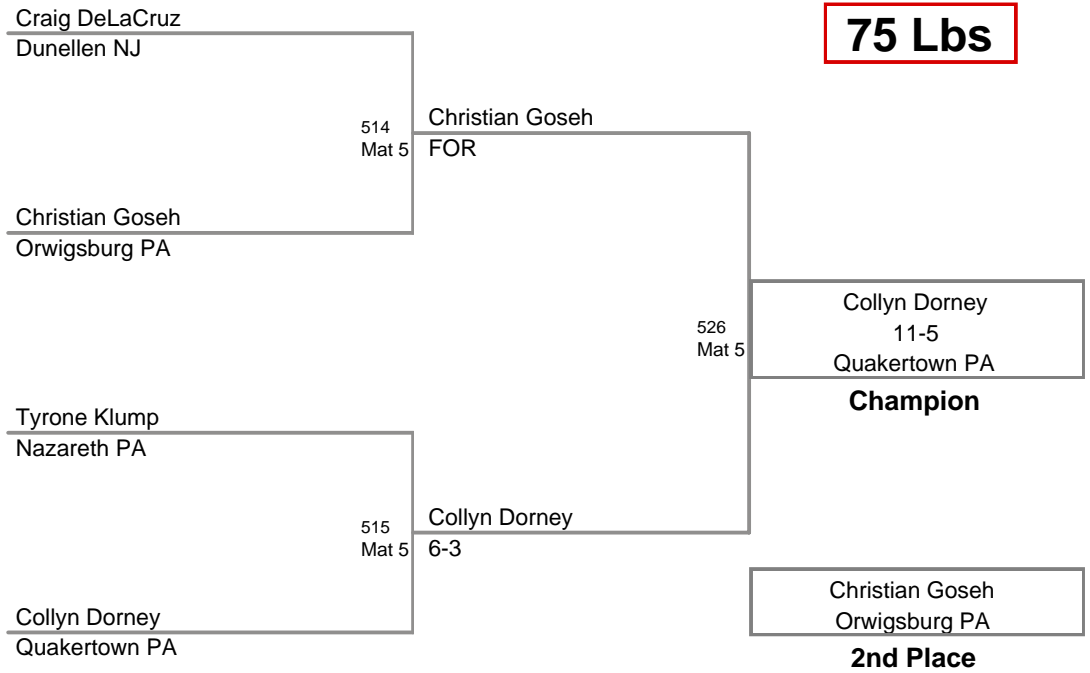 Craig DeLaCruz
Dunellen NJ
75 Lbs
514
Mat 5
Christian Goseh
FOR
Christian Goseh
Orwigsburg PA
526
Mat 5
Collyn Dorney
11-5
Quakertown PA
Champion
Tyrone Klump
Nazareth PA
515
Mat 5
Collyn Dorney
6-3
Collyn Dorney
Quakertown PA
Christian Goseh
Orwigsburg PA
2nd Place